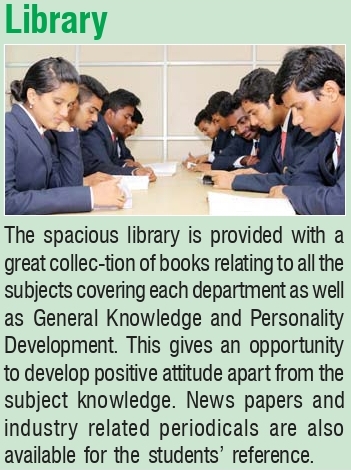 Library
The spacious library is provided with a
great collec-tion of books relating to all the
subjects covering each department as well
as General Knowledge and Personality
Development. This gives an opportunity
to develop positive attitude apart from the
subject knowledge. News papers and
industry related periodicals are also
available for the students’ reference.